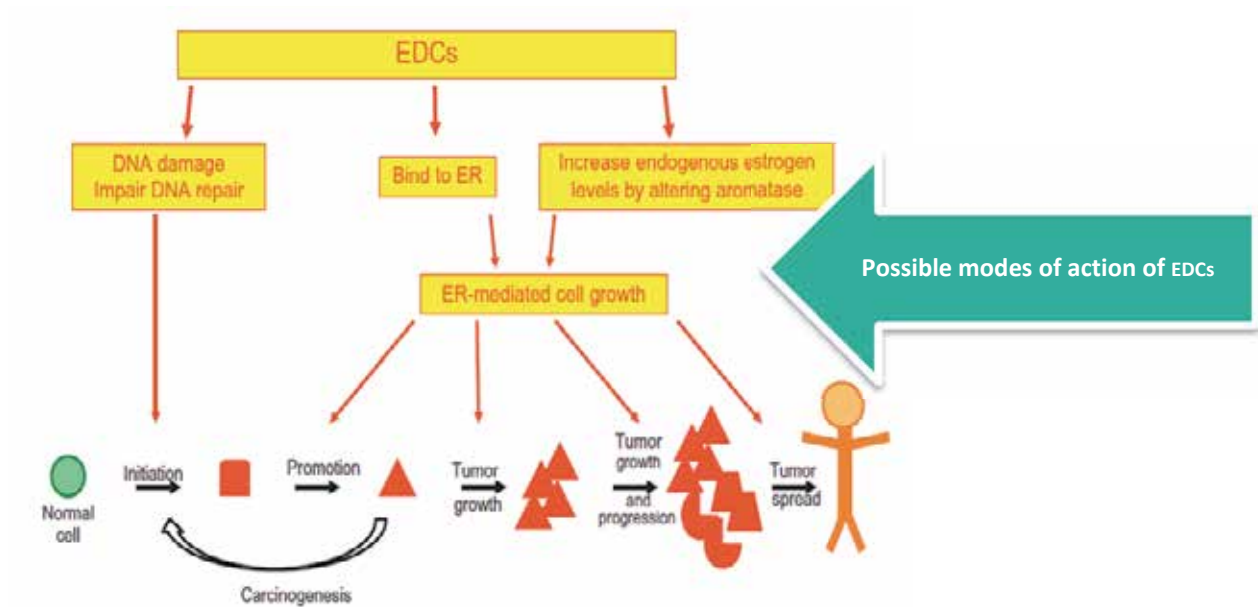 EDCs
DNA damage
Impair DNA repair
Bind to ER
Increase endogenous estrogen
levels by altering aromatase
Possible modes of action of EDCs
ER-mediated cell growth
Normal
cell
Initiation
Promotion
Tumor
growth
Tumor
growth
and
progression
Tumor
spread
Carcinogenesis